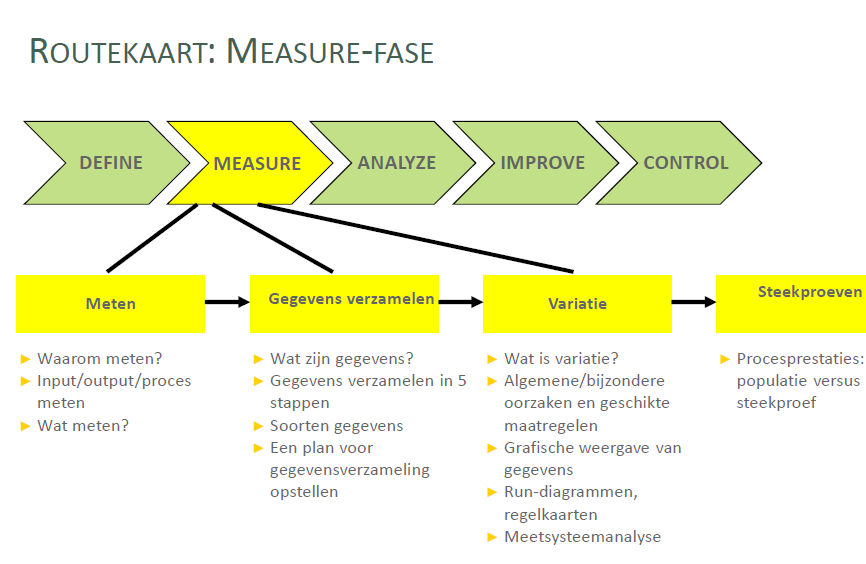 ROUTEKAART: MEASURE-FASE
DEFINE
MEASURE
ANALYZE
IMPROVE
CONTROL
Meten
Waarom meten?
Input/output/proces
meten
Wat meten?
Gegevens verzamelen
Wat zijn gegevens?
Gegevens verzamelen in 5
stappen
Soorten gegevens
Een plan voor
gegevensverzameling
opstellen
Variatie
Wat is variatie?
Algemene/bijzondere
oorzaken en geschikte
maatregelen
Grafische weergave van
gegevens
Run-diagrammen,
regelkaarten
Meetsysteemanalyse
Steekproeven
Procesprestaties:
populatie versus
steekproef